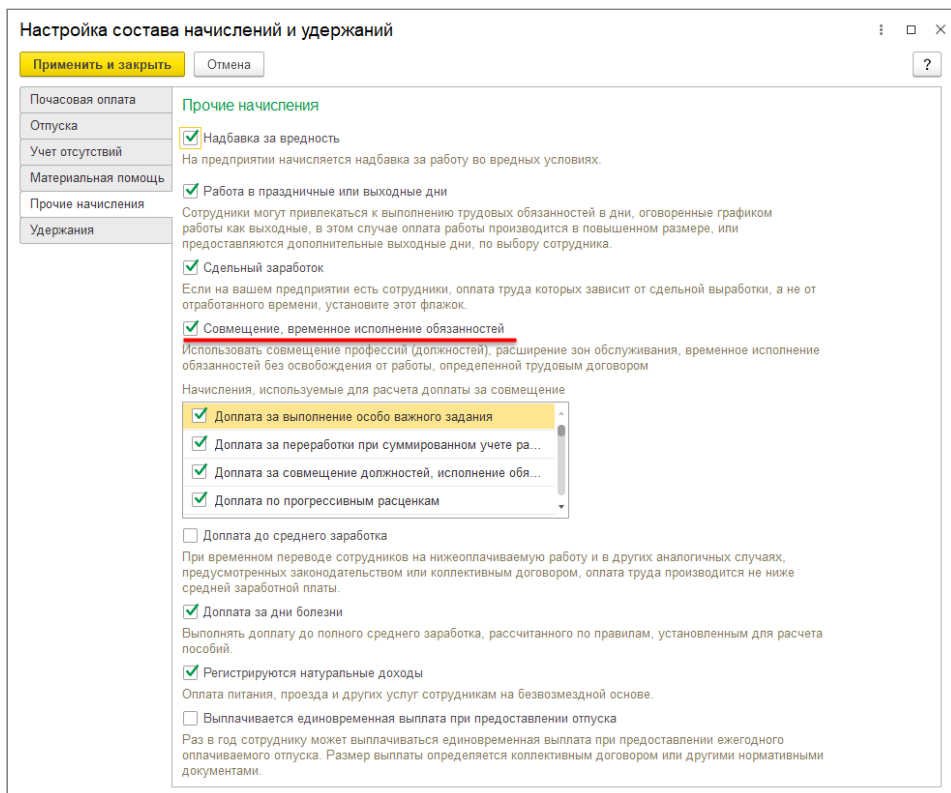 Настройка состава начислений и удержаний
Применить и закрыть
Отмена
?
Почасовая оплата
Отпуска
Учет отсутствий
Материальная помощь
Прочие начисления
Удержания
Прочие начисления
Надбавка за вредность
На предприятии начисляется надбавка за работу во вредных условиях.
Работа в праздничные или выходные дни
Сотрудники могут привлекаться к выполнению трудовых обязанностей в дни, оговоренные графиком
работы как выходные, в этом случае оплата работы производится в повышенном размере, или
предоставляются дополнительные выходные дни, по выбору сотрудника.
Сдельный заработок
Если на вашем предприятии есть сотрудники, оплата труда которых зависит от сдельной выработки, а не от
отработанного времени, установите этот флажок.
Совмещение, временное исполнение обязанностей
Использовать совмещение профессий (должностей), расширение зон обслуживания, временное исполнение
обязанностей без освобождения от работы, определенной трудовым договором
Начисления, используемые для расчета доплаты за совмещение
Доплата за выполнение особо важного задания
Доплата за переработки при суммированном учете ра...
Доплата за совмещение должностей, исполнение обя...
Доплата по прогрессивным расценкам
Доплата до среднего заработка
При временном переводе сотрудников на нижеоплачиваемую работу и в других аналогичных случаях,
предусмотренных законодательством или коллективным договором, оплата труда производится не ниже
средней заработной платы.
Доплата за дни болезни
Выполнять доплату до полного среднего заработка, рассчитанного по правилам, установленным для расчета
пособий.
Регистрируются натуральные доходы
Оплата питания, проезда и других услуг сотрудникам на безвозмездной основе.
Выплачивается единовременная выплата при предоставлении отпуска
Раз в год сотруднику может выплачиваться единовременная выплата при предоставлении ежегодного
оплачиваемого отпуска. Размер выплаты определяется коллективным договором или другими нормативными
документами.